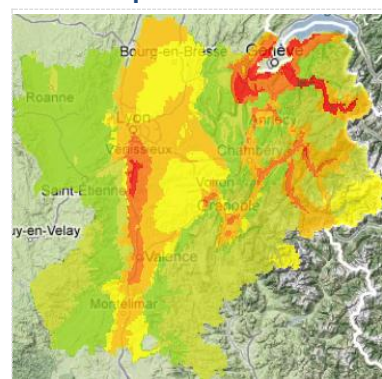 Bourg-en-Bresse
Genève
Roanne
Annecy
Lyon
Vénissieux
Chambéry
Saint-Étienne
Voiron
Grenoble
uy-en-Velay
Valence
Montélimar